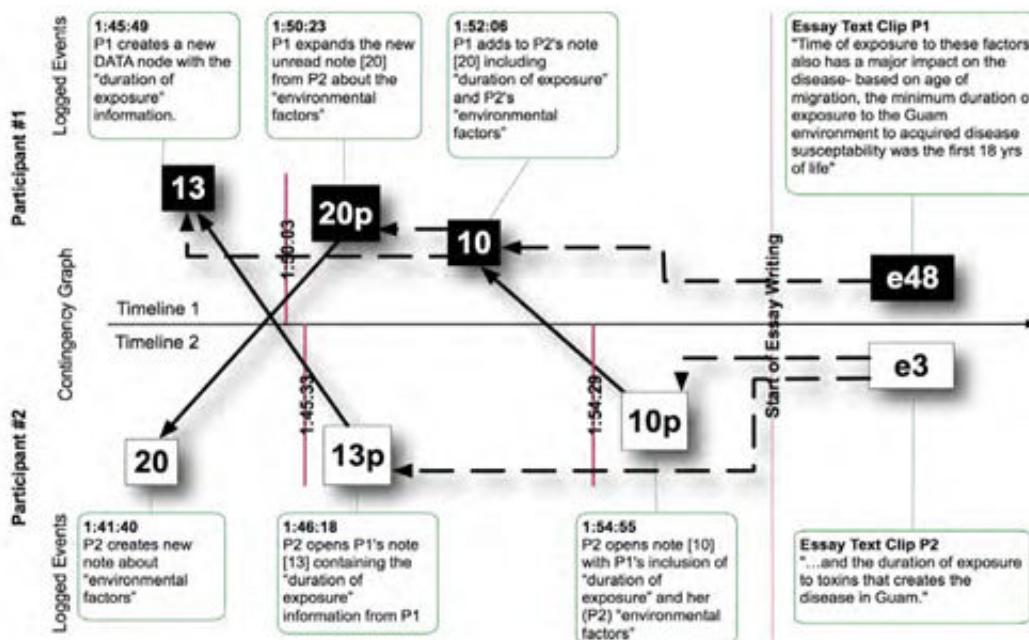 1:45:49
P1 creates a new
DATA node with the
"duration of
exposure"
information.
1:50:23
P1 expands the new
unread note [20]
from P2 about the
"environmental
factors"
1:52:06
P1 adds to P2's note
[20] including
"duration of exposure"
and P2's
"environmental
factors"
Essay Text Clip P1
"Time of exposure to these factors
also has a major impact on the
disease- based on age of
migration, the minimum duration o
exposure to the Guam
environment to acquired disease
susceptability was the first 18 yrs
of life"
Logged Events
Participant #1
13
20p
10
e48
1:50:03
Contingency Graph
Timeline 1
Timeline 2
Start of Essay Writing
1:45:33
1:54:29
e3
Participant #2
20
13p
10p
Logged Events
1:41:40
P2 creates new
note about
"environmental
factors"
1:46:18
P2 opens P1's note
[13] containing the
"duration of
exposure"
information from P1
1:54:55
P2 opens note [10]
with P1's inclusion of
"duration of
exposure" and her
(P2) "environmental
factors"
Essay Text Clip P2
"...and the duration of exposure
to toxins that creates the
disease in Guam."